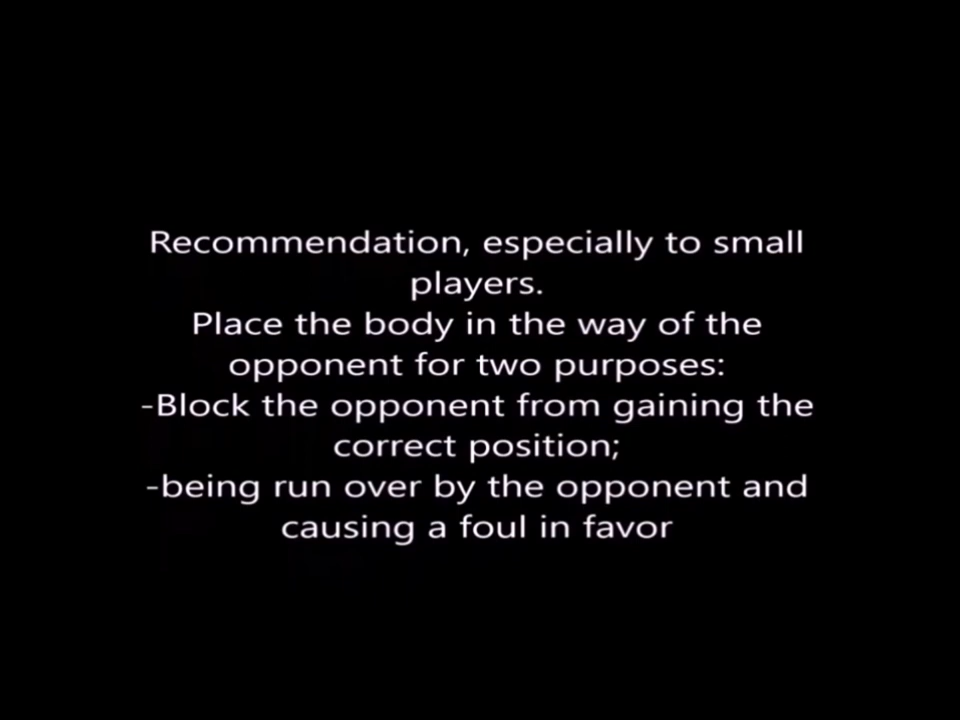 Recommendation, especially to small
players.
Place the body in the way of the
opponent for two purposes:
-Block the opponent from gaining the
correct position;
-being run over by the opponent and
causing a foul in favor